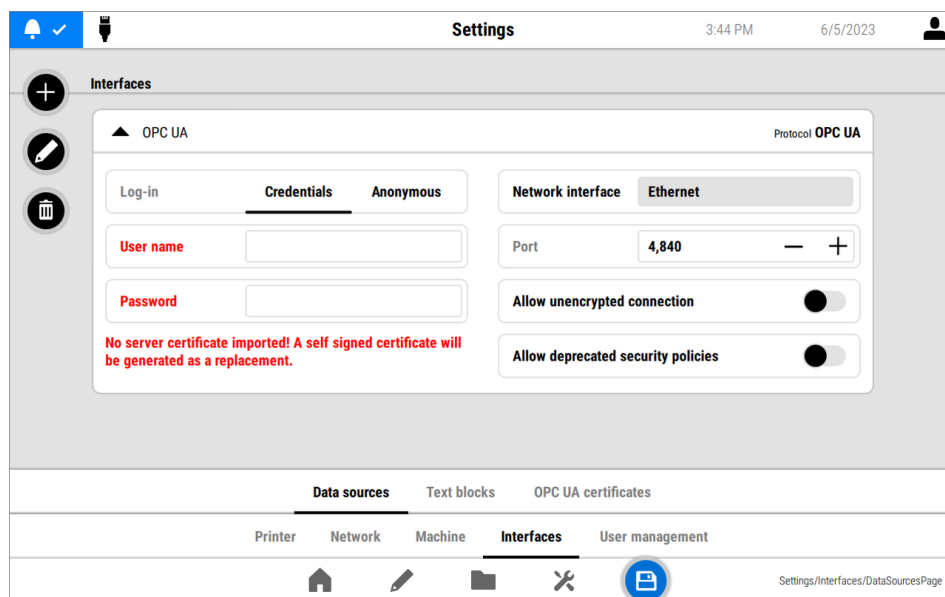 Settings 3:44 PM 6/5/2023
Interfaces
OPC UA Protocol OPC UA
Log-in Credentials Anonymous
Network interface Ethernet
User name
Port 4,840
Password
Allow unencrypted connection
No server certificate imported! A self signed certificate will
be generated as a replacement.
Allow deprecated security policies
Data sources Text blocks OPC UA certificates
Printer Network Machine Interfaces User management
Settings/Interfaces/DataSourcesPage